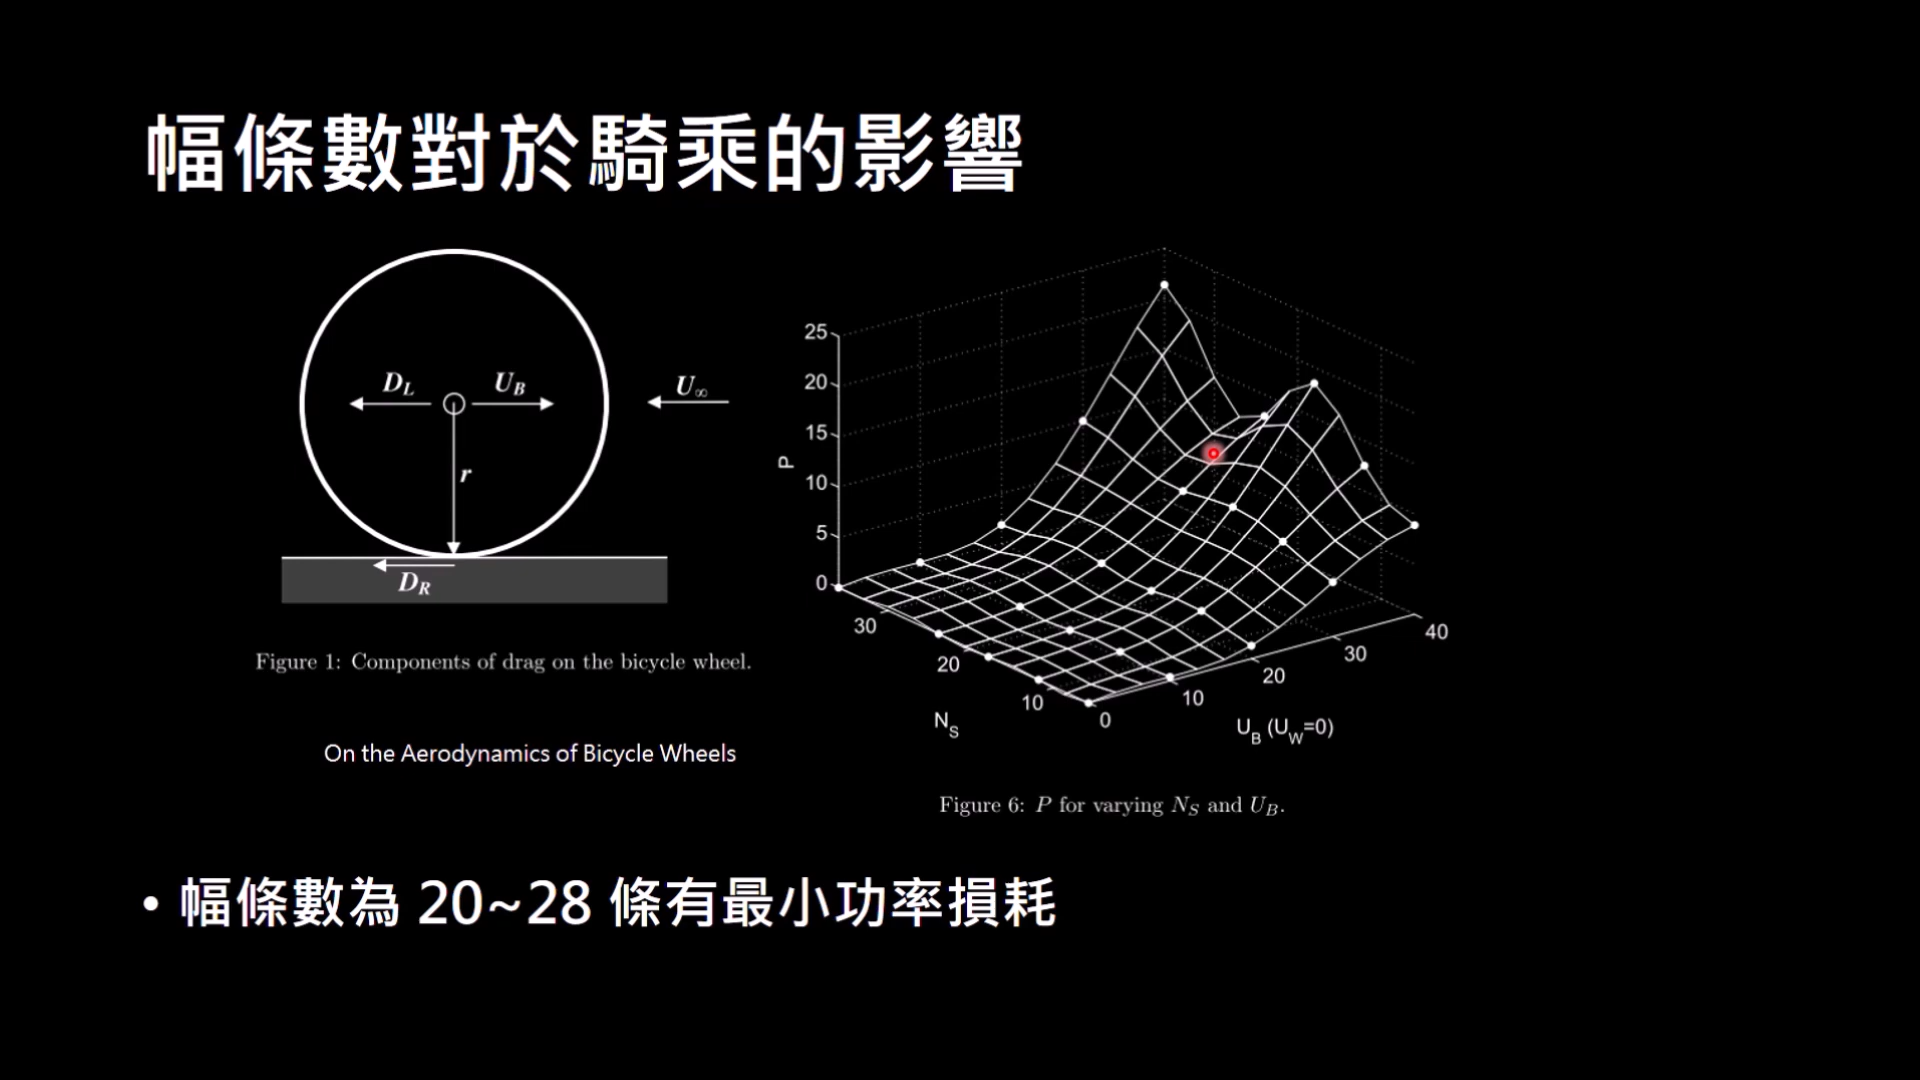 幅條數對於騎乘的影響
D_L U_B U_∞
r
D_R
Figure 1: Components of drag on the bicycle wheel.
On the Aerodynamics of Bicycle Wheels
25
20
15
10
5
0
P
30
20
10
N_S
0
10
20
30
40
U_B (U_W=0)
Figure 6: P for varying N_S and U_B.
• 幅條數為 20~28 條有最小功率損耗